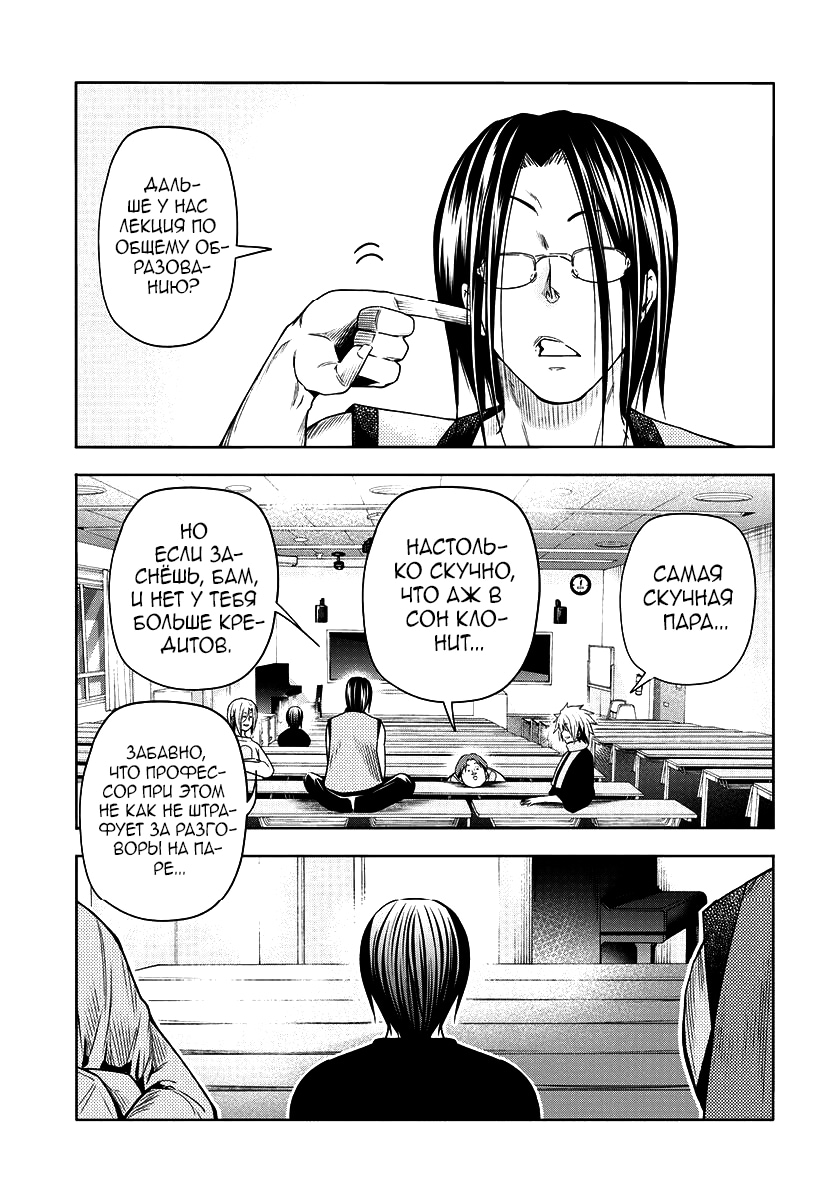 ДАЛЬ-
ШЕ У НАС
ЛЕКЦИЯ ПО
ОБЩЕМУ ОБ-
РАЗОВА-
НИЮ?
САМАЯ
СКУЧНАЯ
ПАРА...
НАСТОЛЬ-
КО СКУЧНО,
ЧТО АЖ В
СОН КЛО-
НИТ...
НО
ЕСЛИ ЗА-
СНЁШЬ, БАМ,
И НЕТ У ТЕБЯ
БОЛЬШЕ КРЕ-
ДИТОВ.
ЗАБАВНО,
ЧТО ПРОФЕС-
СОР ПРИ ЭТОМ
НЕ КАК НЕ ШТРА-
ФУЕТ ЗА РАЗГО-
ВОРЫ НА ПА-
РЕ...